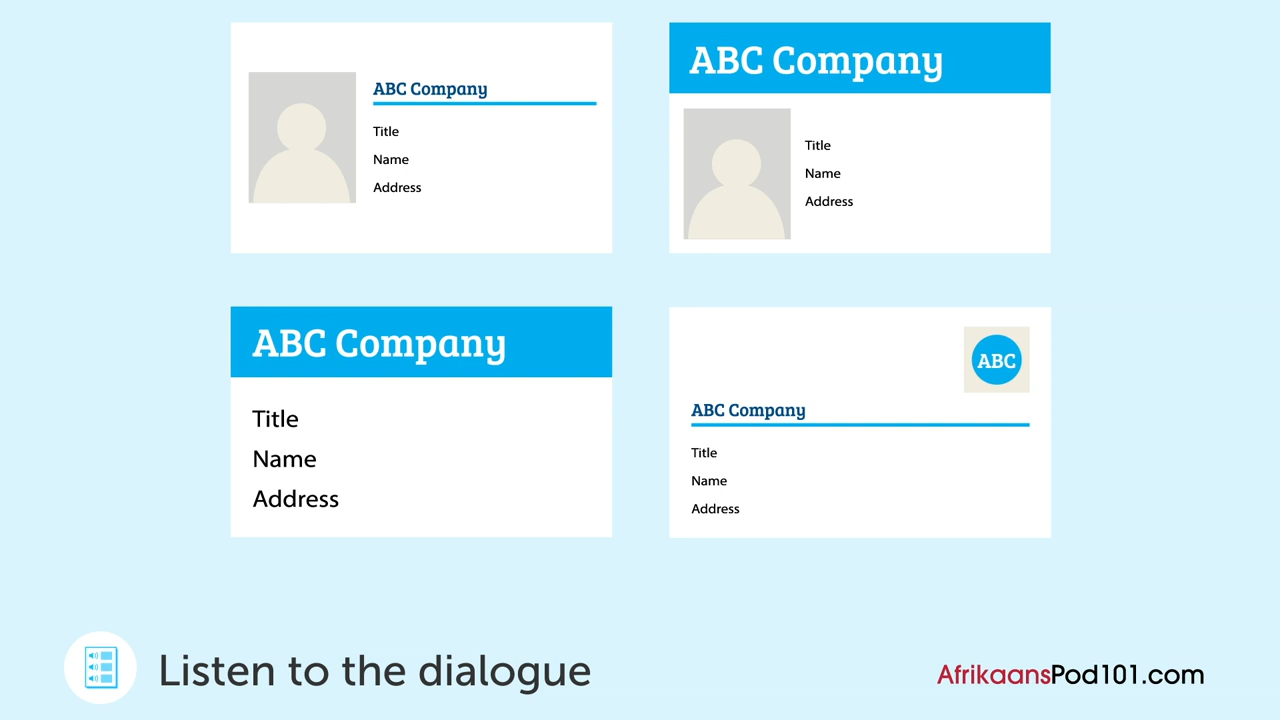 ABC Company
Title
Name
Address
ABC Company
Title
Name
Address
ABC Company
Title
Name
Address
ABC
ABC Company
Title
Name
Address
Listen to the dialogue
AfrikaansPod101.com